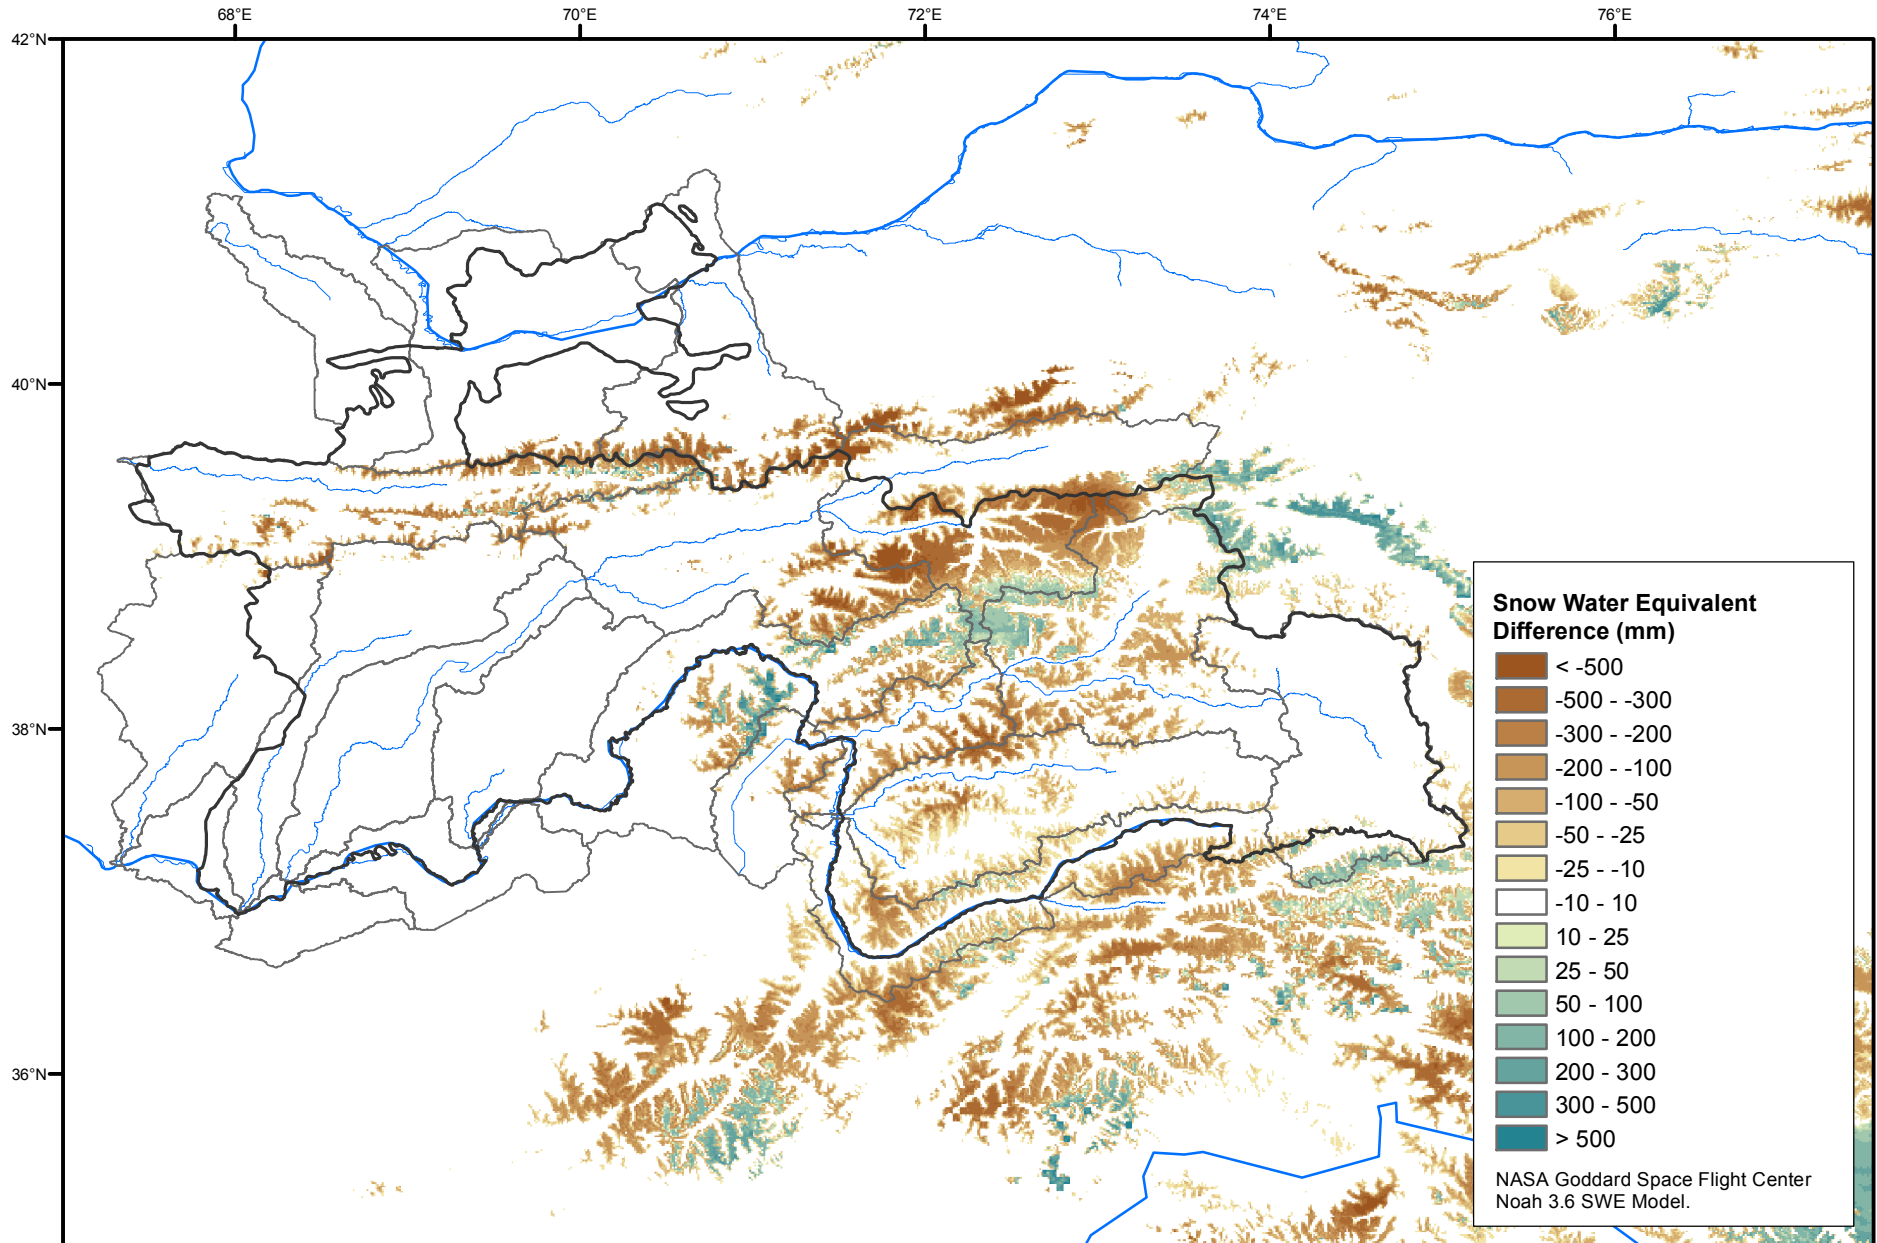 68°E
70°E
72°E
74°E
76°E
42°N
40°N
38°N
36°N
Snow Water Equivalent
Difference (mm)
< -500
-500 - -300
-300 - -200
-200 - -100
-100 - -50
-50 - -25
-25 - -10
-10 - 10
10 - 25
25 - 50
50 - 100
100 - 200
200 - 300
300 - 500
> 500
NASA Goddard Space Flight Center
Noah 3.6 SWE Model.